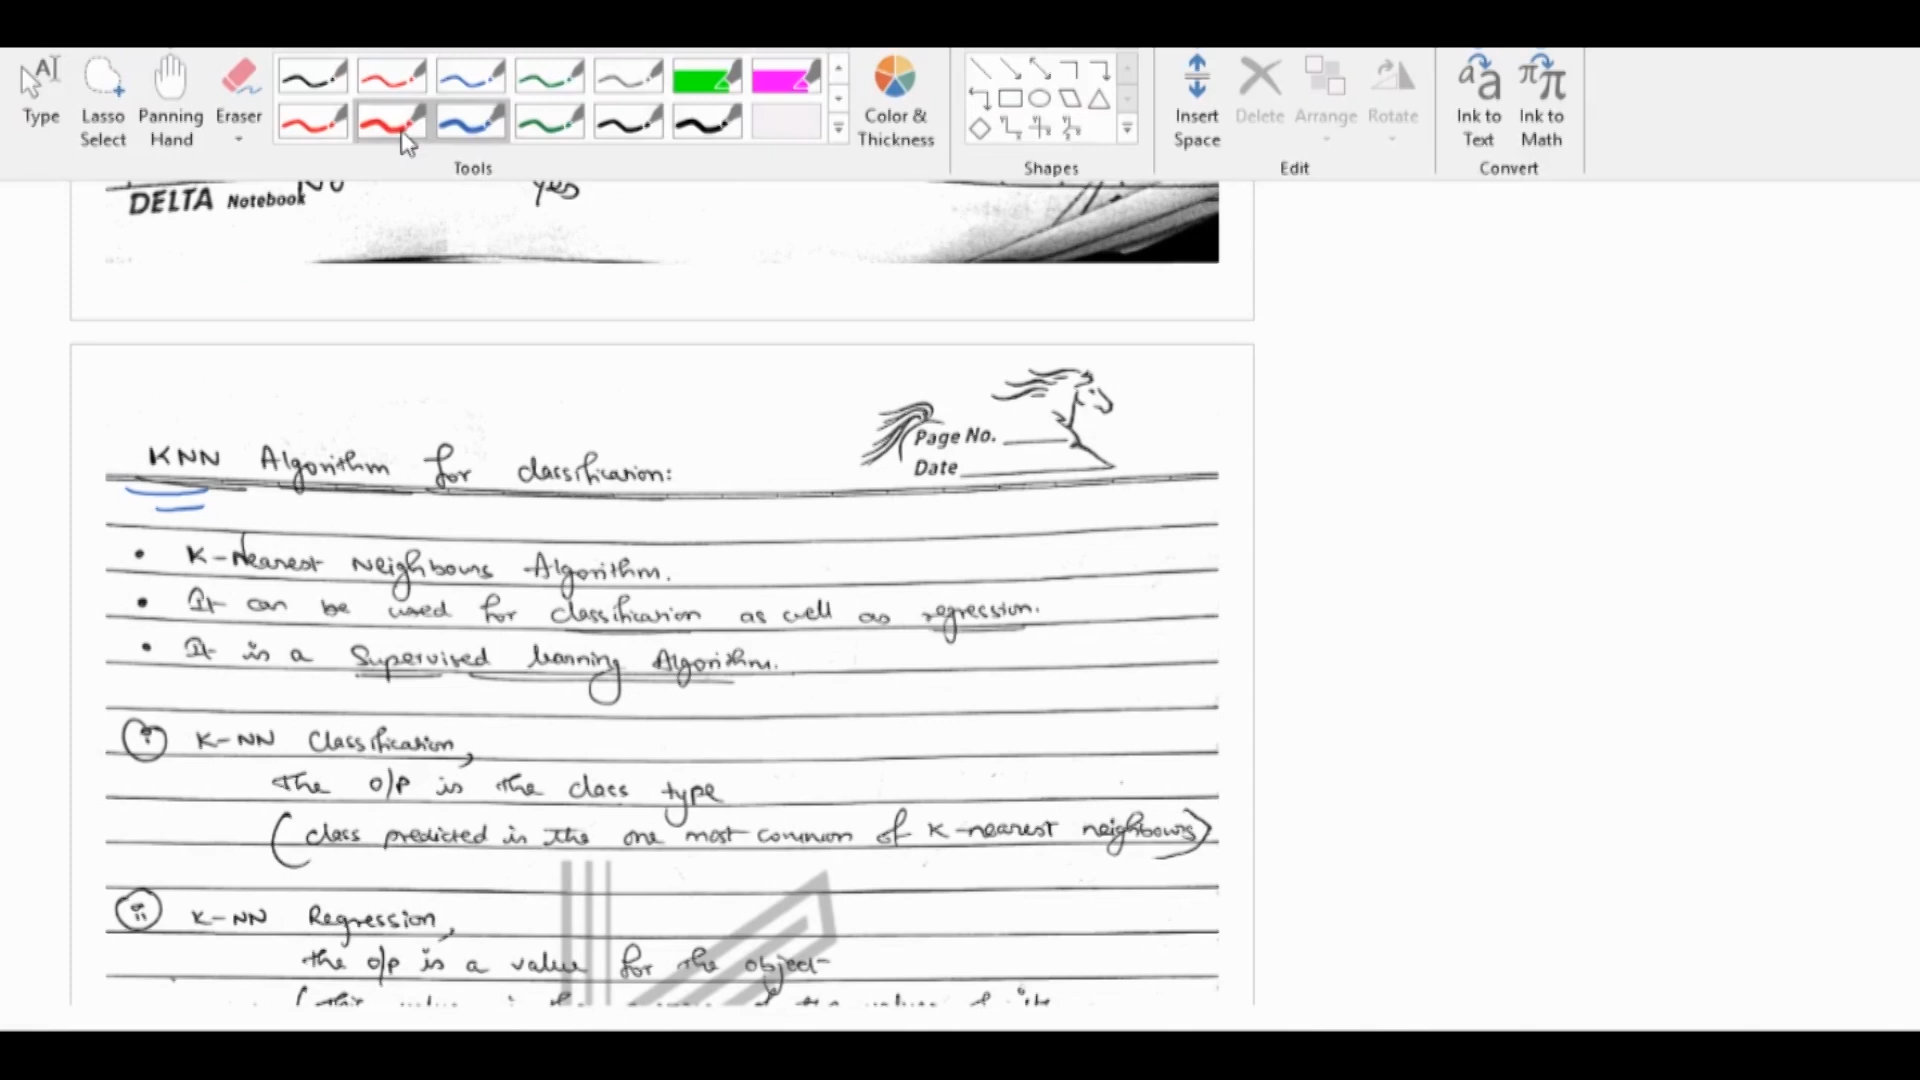 Type
Lasso Select
Panning Hand
Eraser
Color & Thickness
Insert Space
Delete
Arrange
Rotate
Ink to Text
Ink to Math
Tools
Shapes
Edit
Convert
DELTA Notebook
No yes
Page No.
Date
KNN Algorithm for classification:
• K-Nearest Neighbours Algorithm.
• It can be used for classification as well as regression.
• It is a Supervised learning Algorithm.
i K-NN Classification,
The O/P is the class type
(class predicted is the one most common of K-nearest neighbours)
ii K-NN Regression,
the O/P is a value for the object